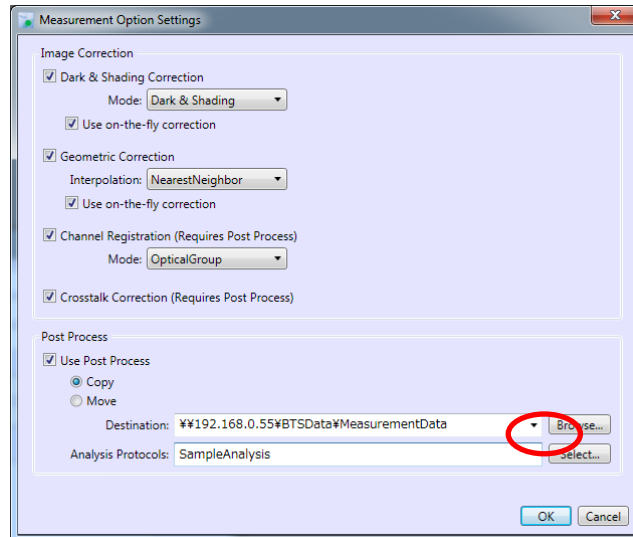 Measurement Option Settings
Image Correction
Dark & Shading Correction
Mode: Dark & Shading
Use on-the-fly correction
Geometric Correction
Interpolation: NearestNeighbor
Use on-the-fly correction
Channel Registration (Requires Post Process)
Mode: OpticalGroup
Crosstalk Correction (Requires Post Process)
Post Process
Use Post Process
Copy
Move
Destination: ¥¥192.168.0.55¥BTSData¥MeasurementData Browse...
Analysis Protocols: SampleAnalysis Select...
OK Cancel